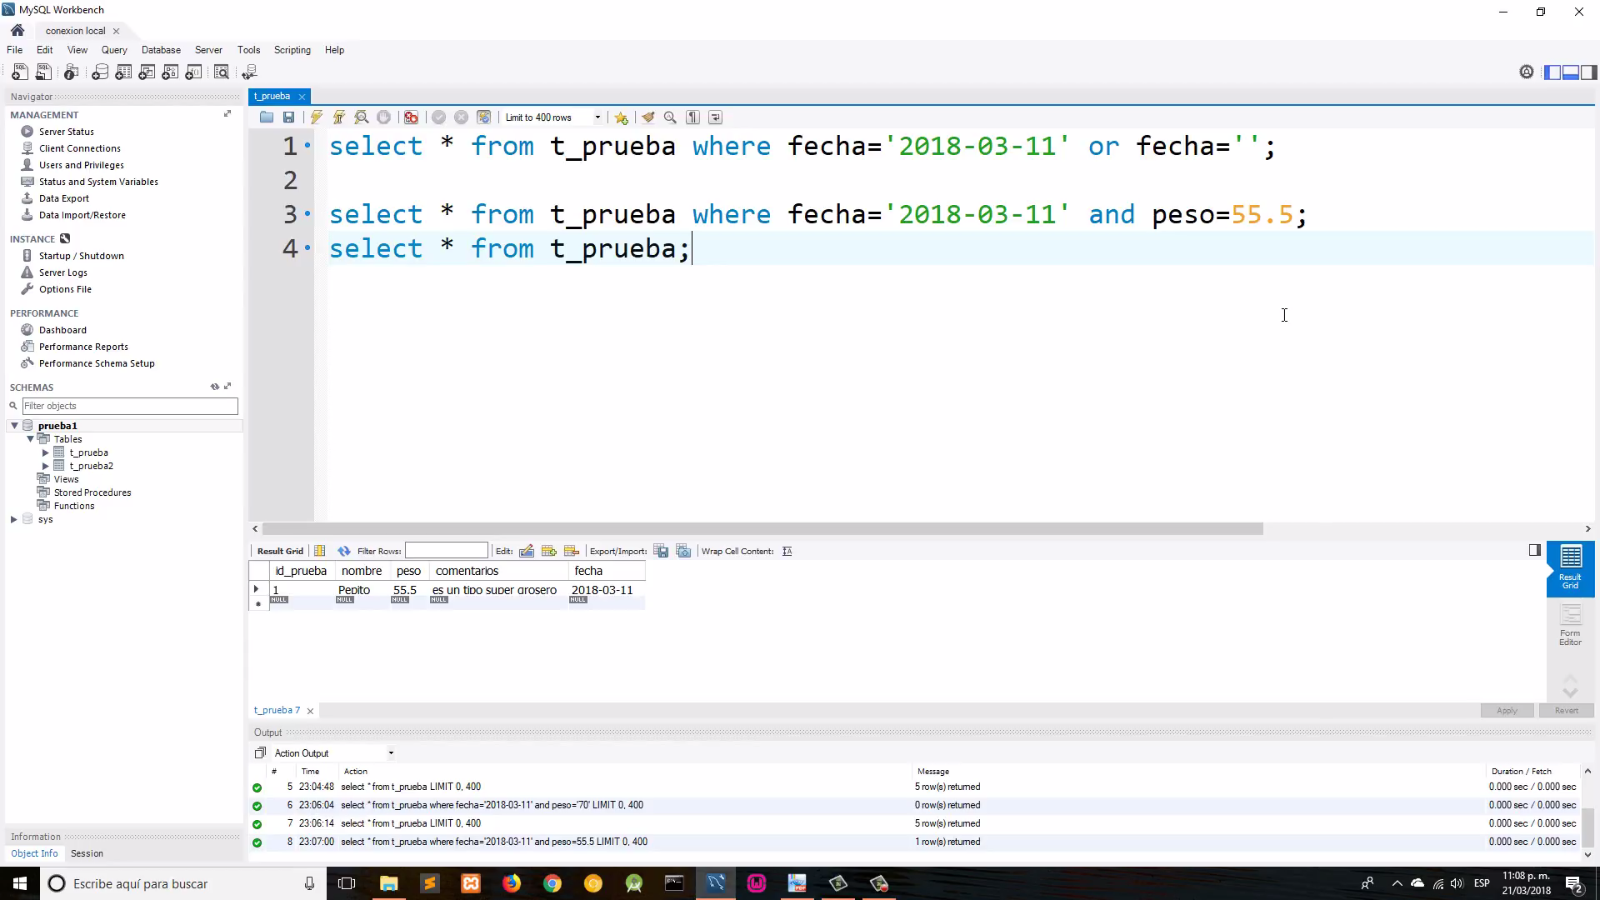 MySQL Workbench
conexion local
File Edit View Query Database Server Tools Scripting Help
Navigator
MANAGEMENT
Server Status
Client Connections
Users and Privileges
Status and System Variables
Data Export
Data Import/Restore
INSTANCE
Startup / Shutdown
Server Logs
Options File
PERFORMANCE
Dashboard
Performance Reports
Performance Schema Setup
SCHEMAS
Filter objects
prueba1
Tables
t_prueba
t_prueba2
Views
Stored Procedures
Functions
sys
Information
Object Info Session
t_prueba
Limit to 400 rows
1 select * from t_prueba where fecha='2018-03-11' or fecha='';
2
3 select * from t_prueba where fecha='2018-03-11' and peso=55.5;
4 select * from t_prueba;
Result Grid Filter Rows: Edit: Export/Import: Wrap Cell Content:
id_prueba nombre peso comentarios fecha
1 Pepito 55.5 es un tipo super grosero 2018-03-11
NULL NULL NULL NULL NULL
Result Grid
Form Editor
t_prueba 7
Apply Revert
Output
Action Output
# Time Action Message Duration / Fetch
5 23:04:48 select * from t_prueba LIMIT 0, 400 5 row(s) returned 0.000 sec / 0.000 sec
6 23:06:04 select * from t_prueba where fecha='2018-03-11' and peso='70' LIMIT 0, 400 0 row(s) returned 0.000 sec / 0.000 sec
7 23:06:14 select * from t_prueba LIMIT 0, 400 5 row(s) returned 0.000 sec / 0.000 sec
8 23:07:00 select * from t_prueba where fecha='2018-03-11' and peso=55.5 LIMIT 0, 400 1 row(s) returned 0.000 sec / 0.000 sec
Escribe aquí para buscar
ESP
11:08 p. m.
21/03/2018
2